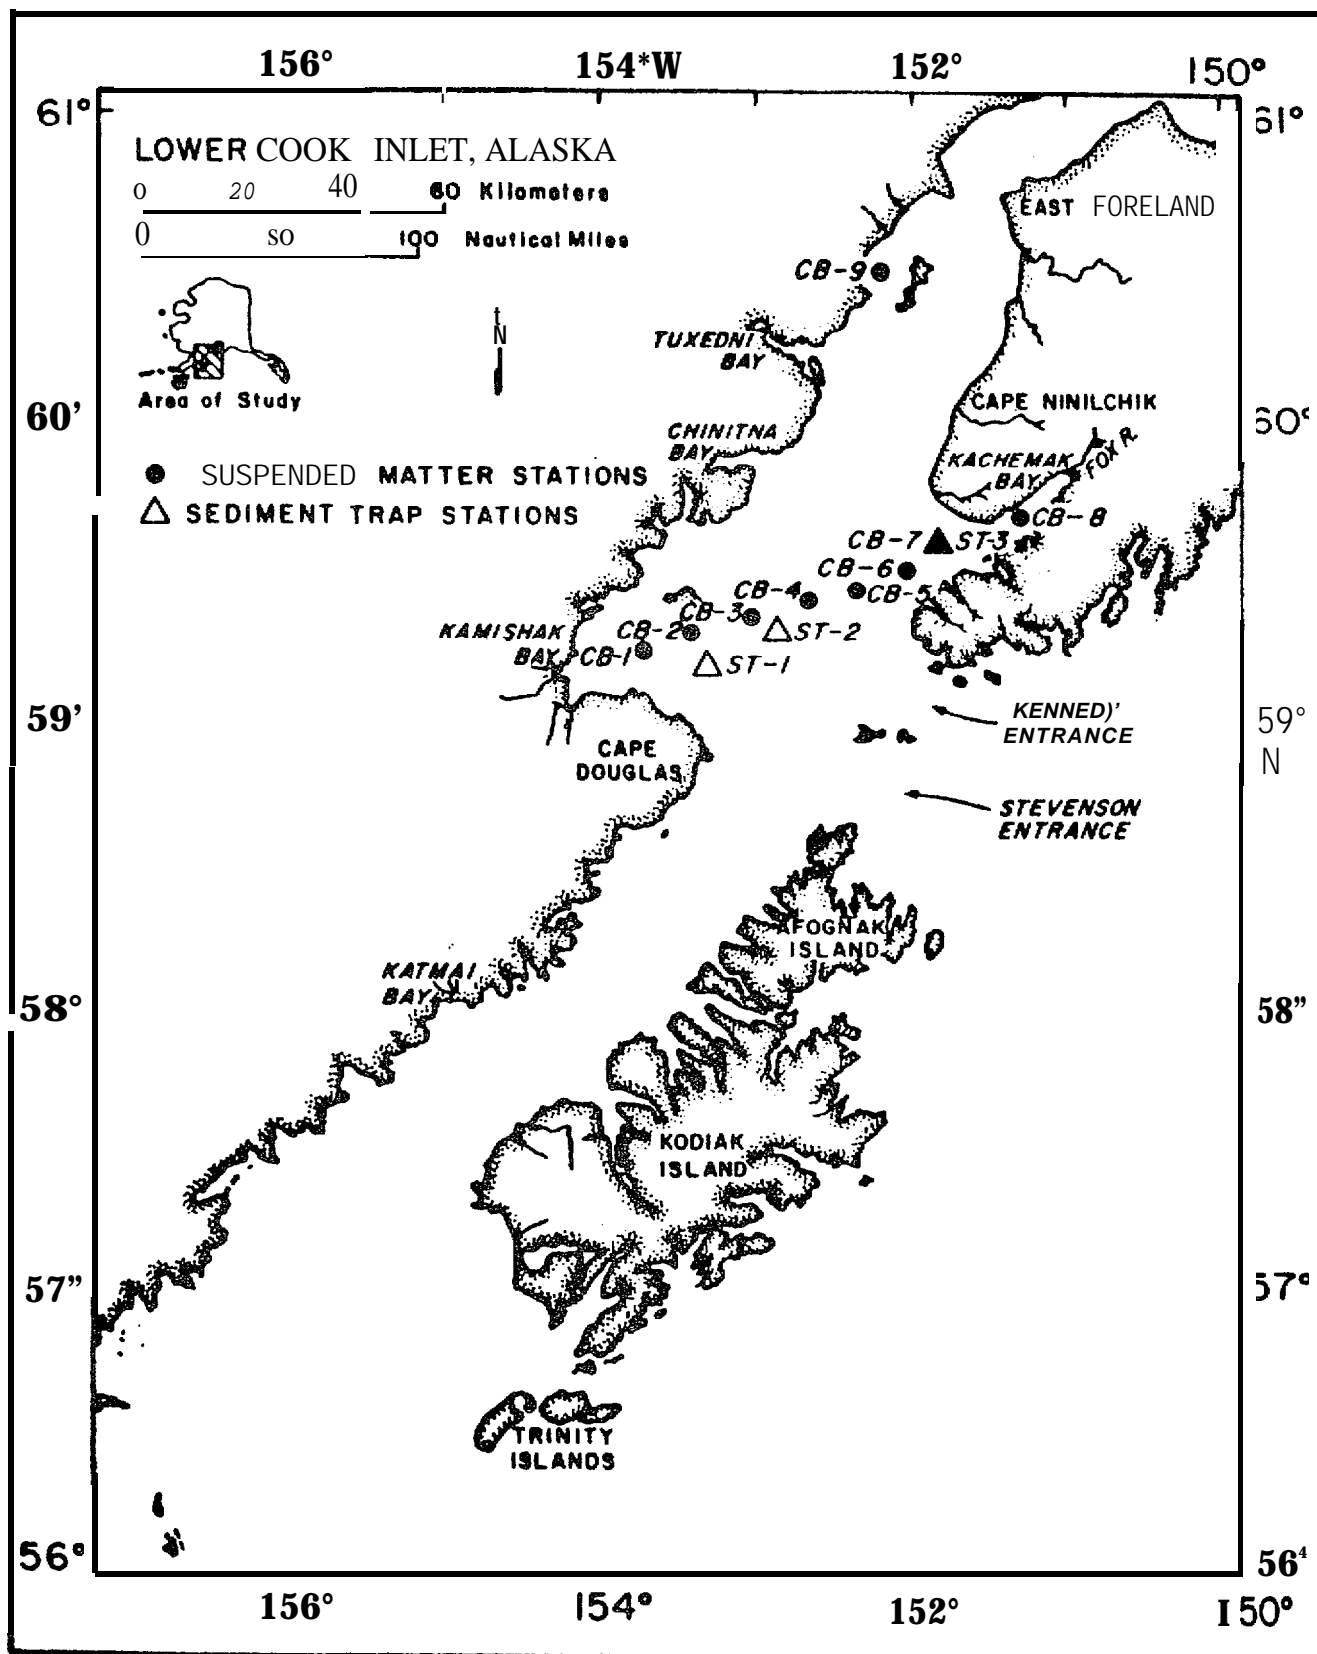 156° 154*W 152° 150°
61° 61°
LOWER COOK INLET, ALASKA
0 20 40 60 Kilometers
0 so 100 Nautical Miles
EAST FORELAND
CB-9
t
N
TUXEDNI
BAY
Area of Study
60' 60°
CAPE NINILCHIK
CHINITNA
BAY
KACHEMAK
BAY
FOX R.
SUSPENDED MATTER STATIONS
SEDIMENT TRAP STATIONS
CB-8
CB-7 ST-3
CB-6
CB-5
CB-4
CB-3
CB-2
CB-1
ST-2
ST-1
KAMISHAK
BAY
59' 59°
N
KENNED)'
ENTRANCE
CAPE
DOUGLAS
STEVENSON
ENTRANCE
AFOGNAK
ISLAND
KATMAI
BAY
58° 58"
KODIAK
ISLAND
57" 57°
TRINITY
ISLANDS
56° 56⁴
156° 154° 152° I50°